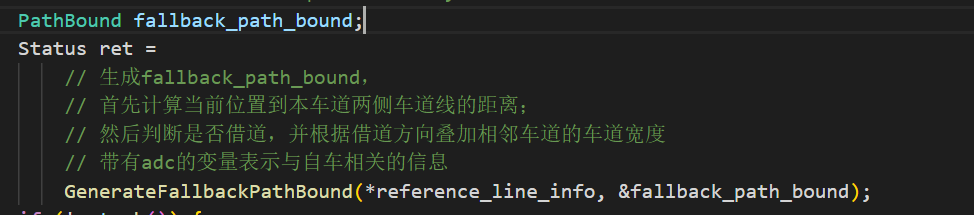 PathBound fallback_path_bound;
Status ret =
// 生成fallback_path_bound，
// 首先计算当前位置到本车道两侧车道线的距离；
// 然后判断是否借道，并根据借道方向叠加相邻车道的车道宽度
// 带有adc的变量表示与自车相关的信息
GenerateFallbackPathBound(*reference_line_info, &fallback_path_bound);